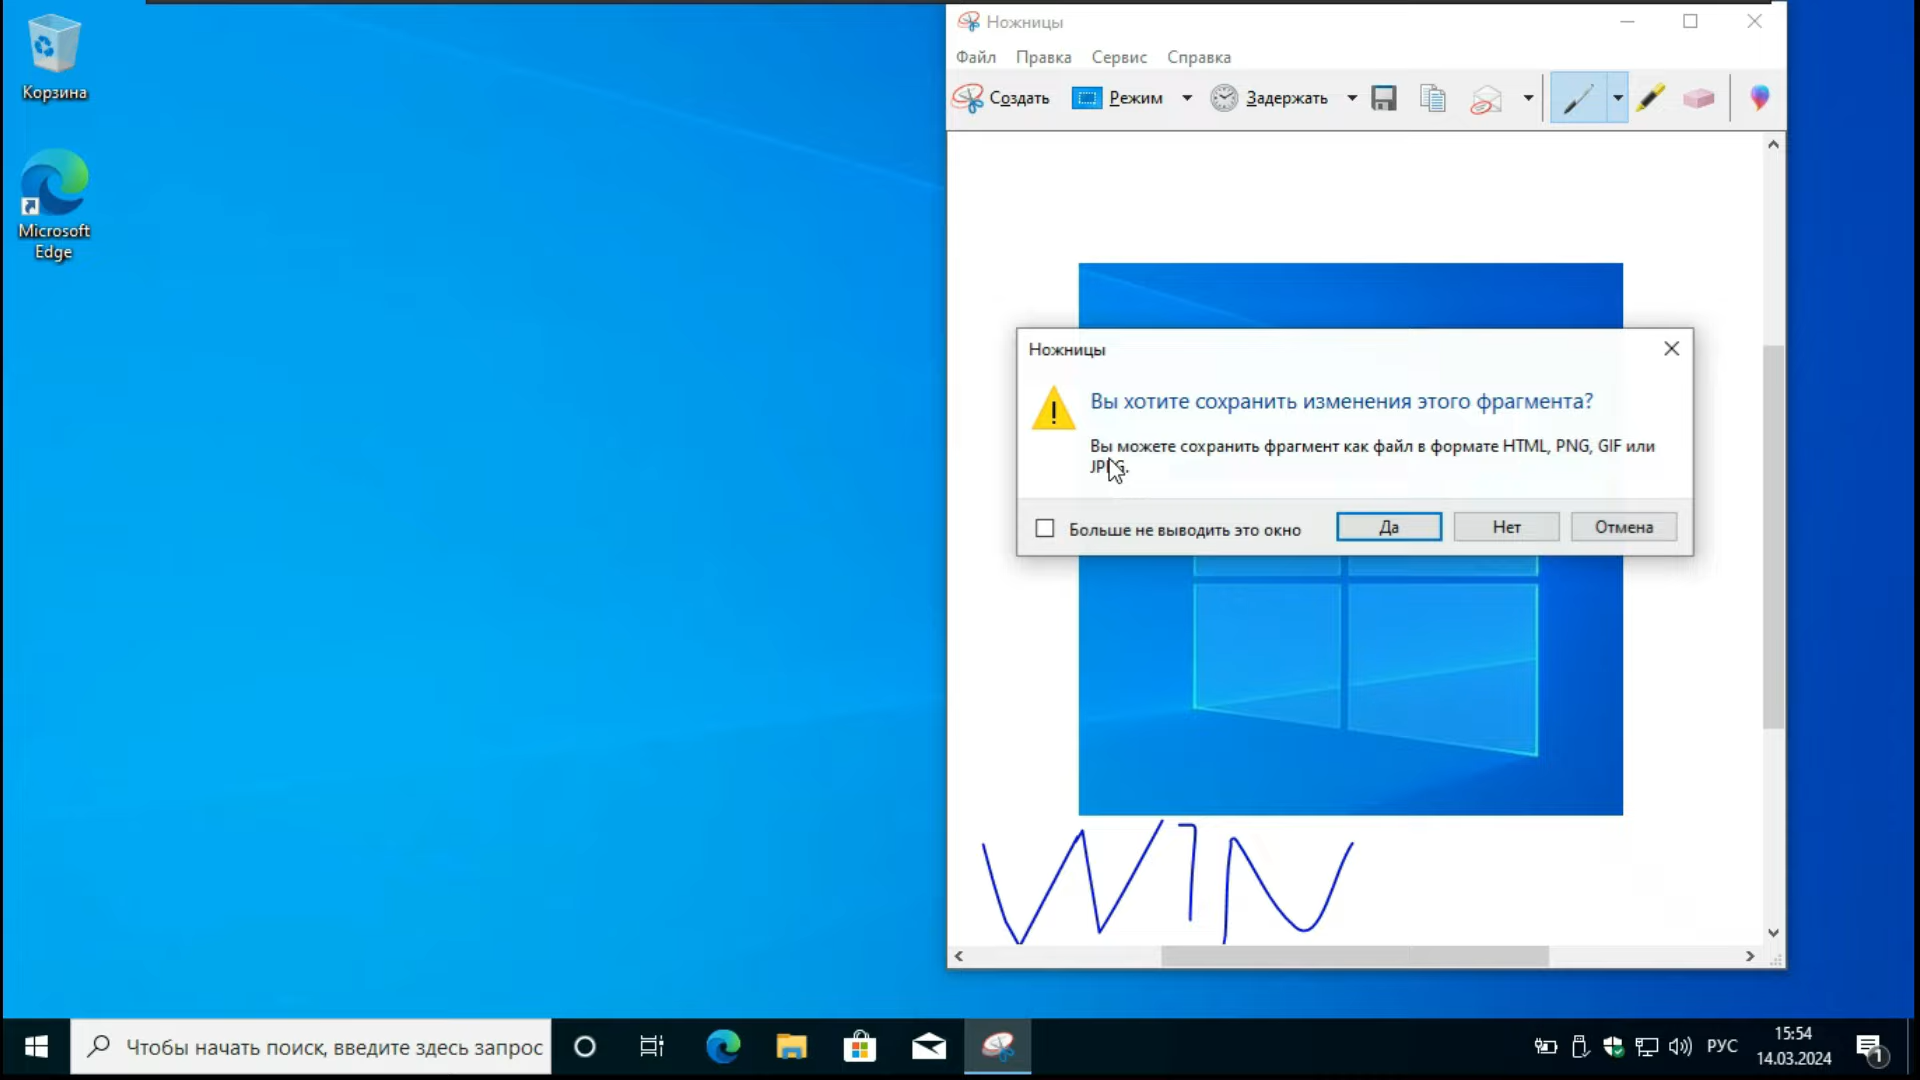 Корзина
Microsoft
Edge
Ножницы
Файл Правка Сервис Справка
Создать Режим Задержать
Ножницы
Вы хотите сохранить изменения этого фрагмента?
Вы можете сохранить фрагмент как файл в формате HTML, PNG, GIF или
JPEG.
Больше не выводить это окно Да Нет Отмена
WIN
Чтобы начать поиск, введите здесь запрос
РУС
15:54
14.03.2024
1